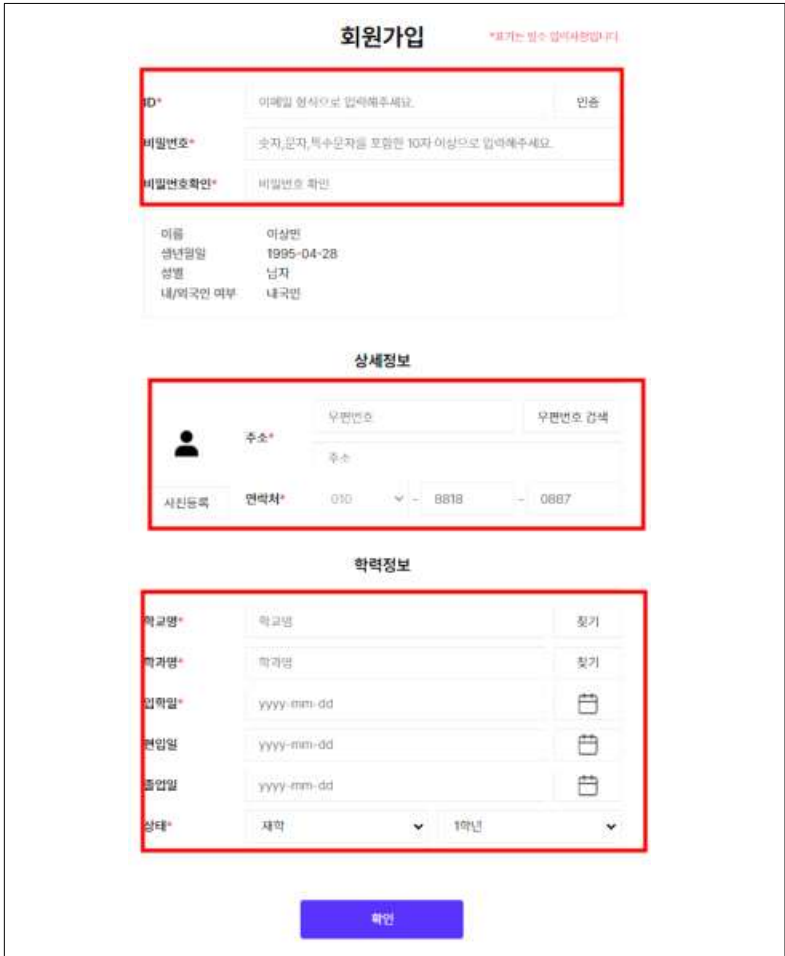 회원가입
*표기는 필수 입력사항입니다.
ID* 이메일 형식으로 입력해주세요. 인증
비밀번호* 숫자,문자,특수문자를 포함한 10자 이상으로 입력해주세요.
비밀번호확인* 비밀번호 확인
이름 이상민
생년월일 1995-04-28
성별 남자
내/외국인 여부 내국인
상세정보
우편번호 우편번호 검색
주소*
주소
사진등록 연락처* 010 - 8818 - 0887
학력정보
학교명* 학교명 찾기
학과명* 학과명 찾기
입학일* yyyy-mm-dd
편입일 yyyy-mm-dd
졸업일 yyyy-mm-dd
상태* 재학 1학년
확인